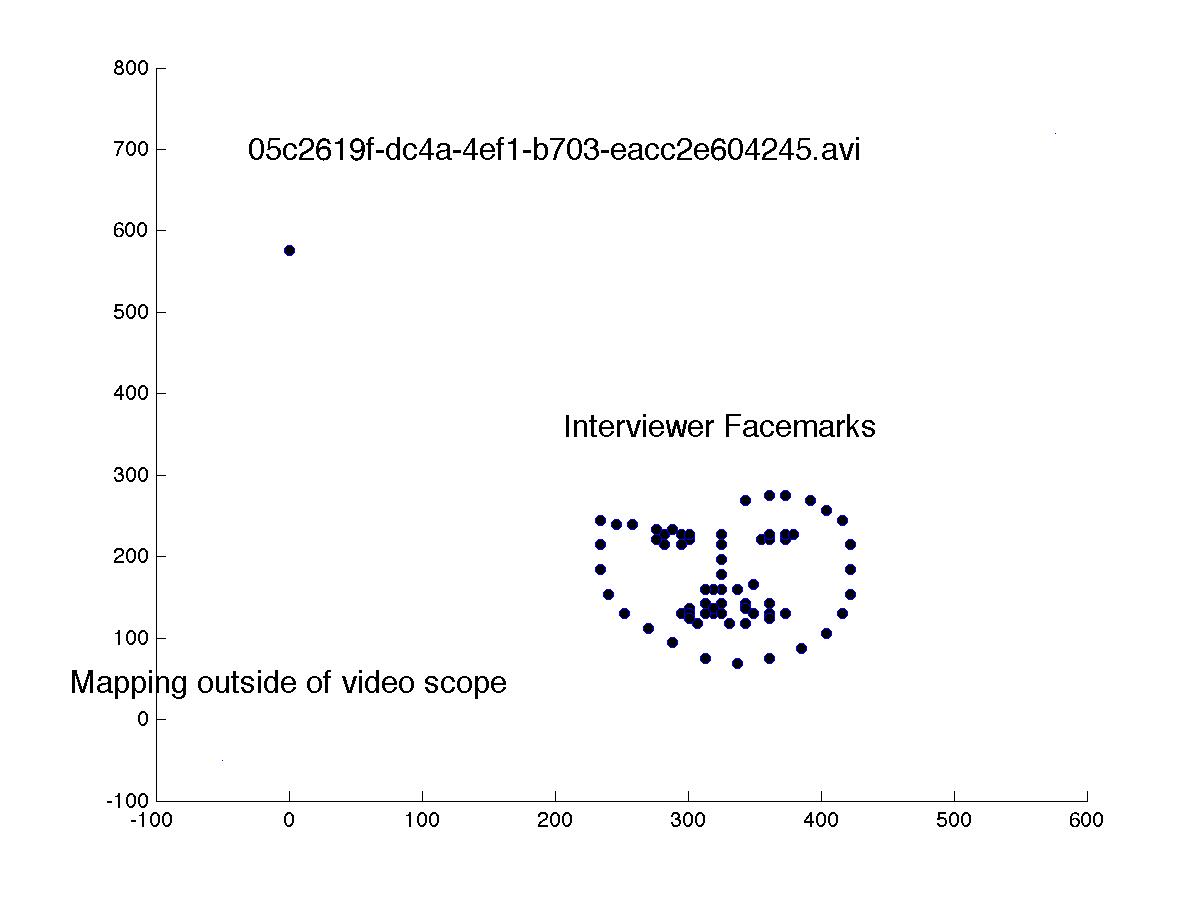 800
700
05c2619f-dc4a-4ef1-b703-eacc2e604245.avi
600
500
400
Interviewer Facemarks
300
200
100
Mapping outside of video scope
0
-100
-100 0 100 200 300 400 500 600